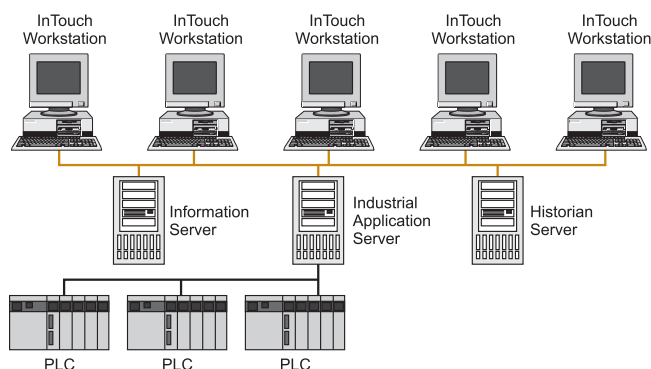 InTouch
Workstation
InTouch
Workstation
InTouch
Workstation
InTouch
Workstation
InTouch
Workstation
Information
Server
Industrial
Application
Server
Historian
Server
PLC
PLC
PLC